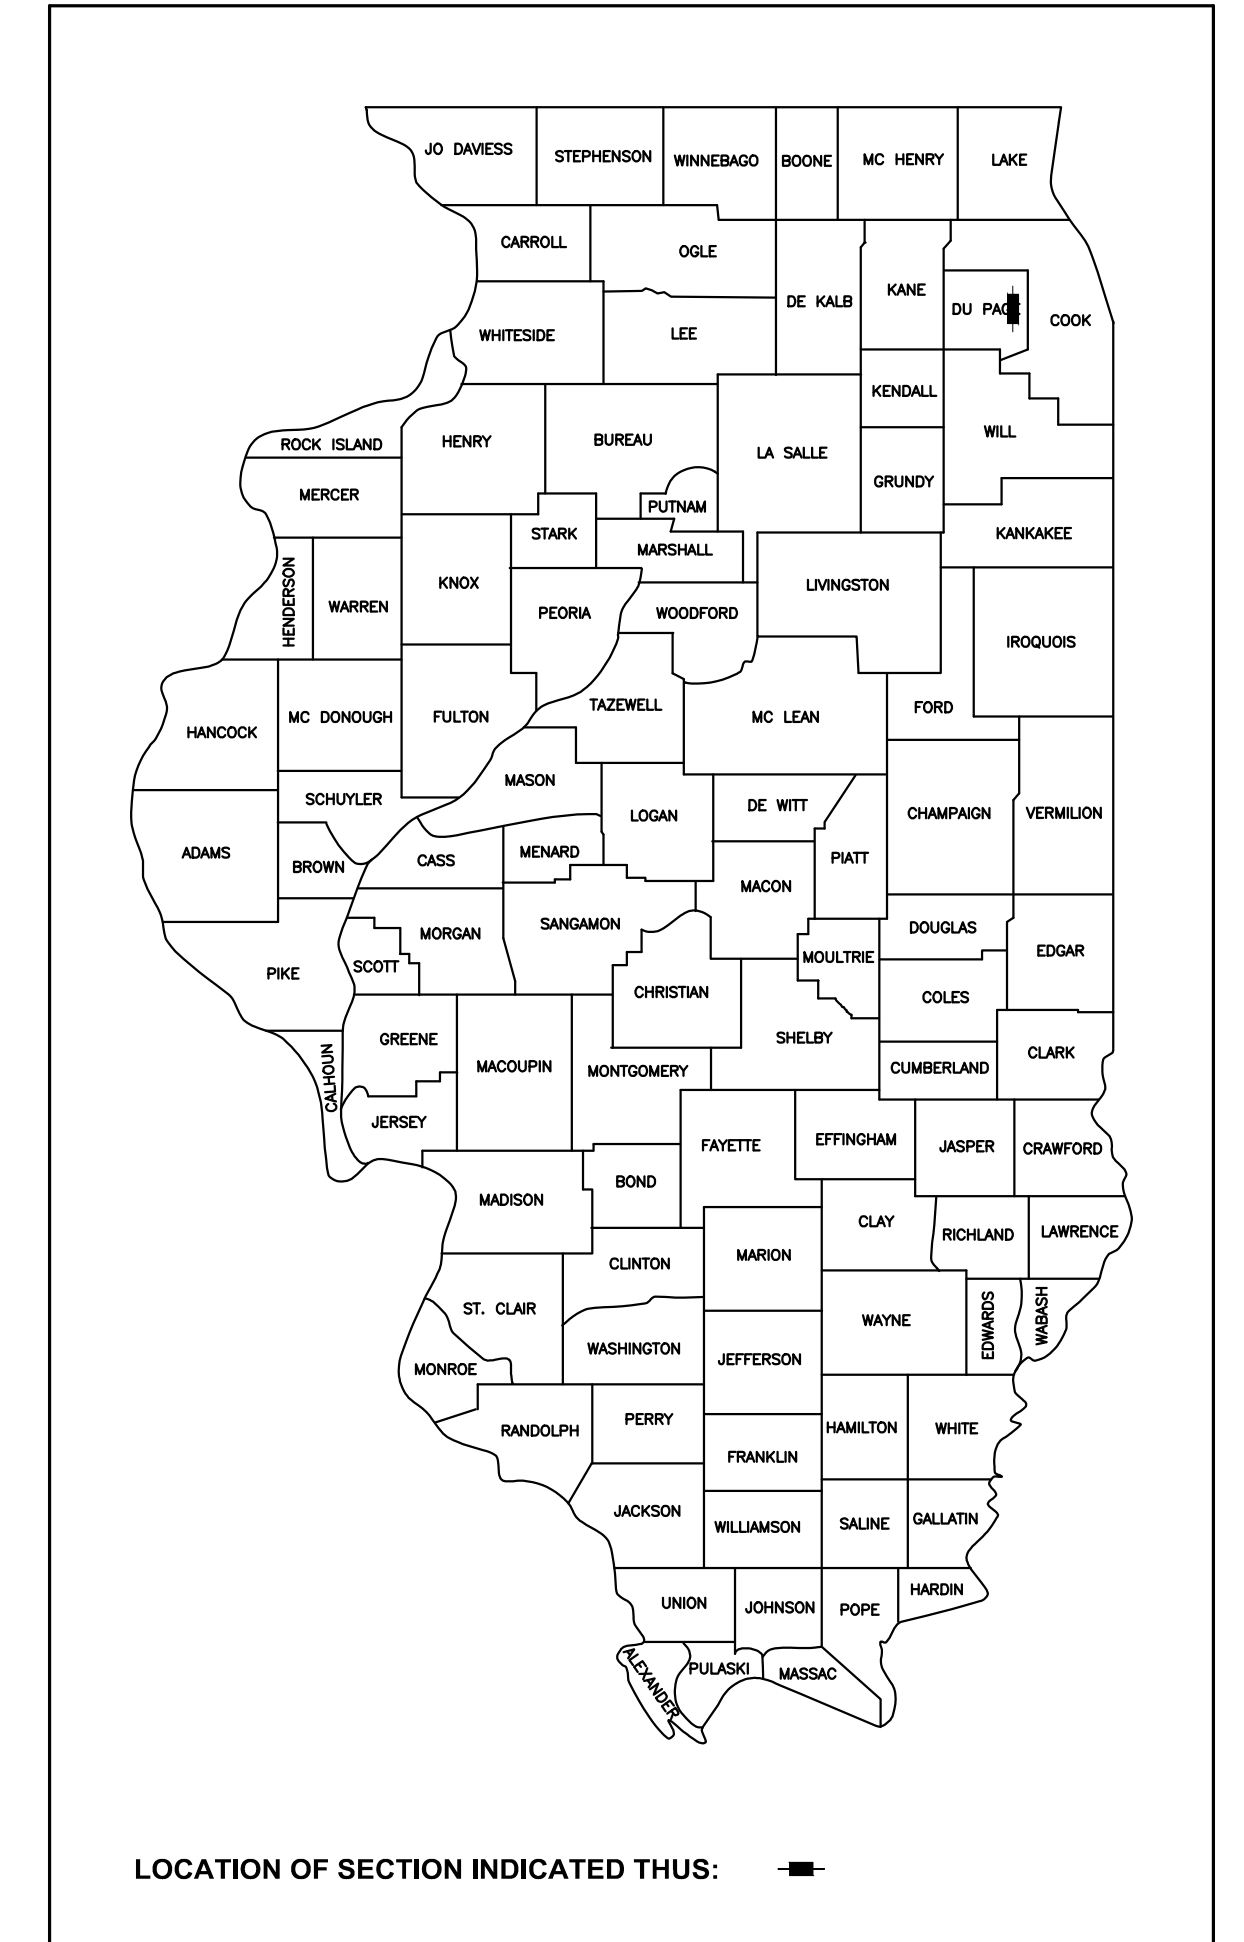 JO DAVIESS
STEPHENSON
WINNEBAGO
BOONE
MC HENRY
LAKE
CARROLL
OGLE
DE KALB
KANE
DU PAG
COOK
WHITESIDE
LEE
KENDALL
ROCK ISLAND
HENRY
BUREAU
LA SALLE
WILL
GRUNDY
MERCER
PUTNAM
STARK
MARSHALL
KANKAKEE
HENDERSON
WARREN
KNOX
PEORIA
WOODFORD
LIVINGSTON
IROQUOIS
HANCOCK
MC DONOUGH
FULTON
TAZEWELL
MC LEAN
FORD
MASON
SCHUYLER
LOGAN
DE WITT
CHAMPAIGN
VERMILION
ADAMS
BROWN
CASS
MENARD
PIATT
MACON
SANGAMON
MORGAN
DOUGLAS
EDGAR
PIKE
SCOTT
CHRISTIAN
MOULTRIE
COLES
GREENE
SHELBY
CLARK
CALHOUN
MACOUPIN
MONTGOMERY
CUMBERLAND
JERSEY
FAYETTE
EFFINGHAM
JASPER
CRAWFORD
MADISON
BOND
CLAY
RICHLAND
LAWRENCE
CLINTON
MARION
ST. CLAIR
WAYNE
EDWARDS
WABASH
WASHINGTON
JEFFERSON
MONROE
RANDOLPH
PERRY
HAMILTON
WHITE
FRANKLIN
JACKSON
WILLIAMSON
SALINE
GALLATIN
UNION
JOHNSON
POPE
HARDIN
ALEXANDER
PULASKI
MASSAC
LOCATION OF SECTION INDICATED THUS: